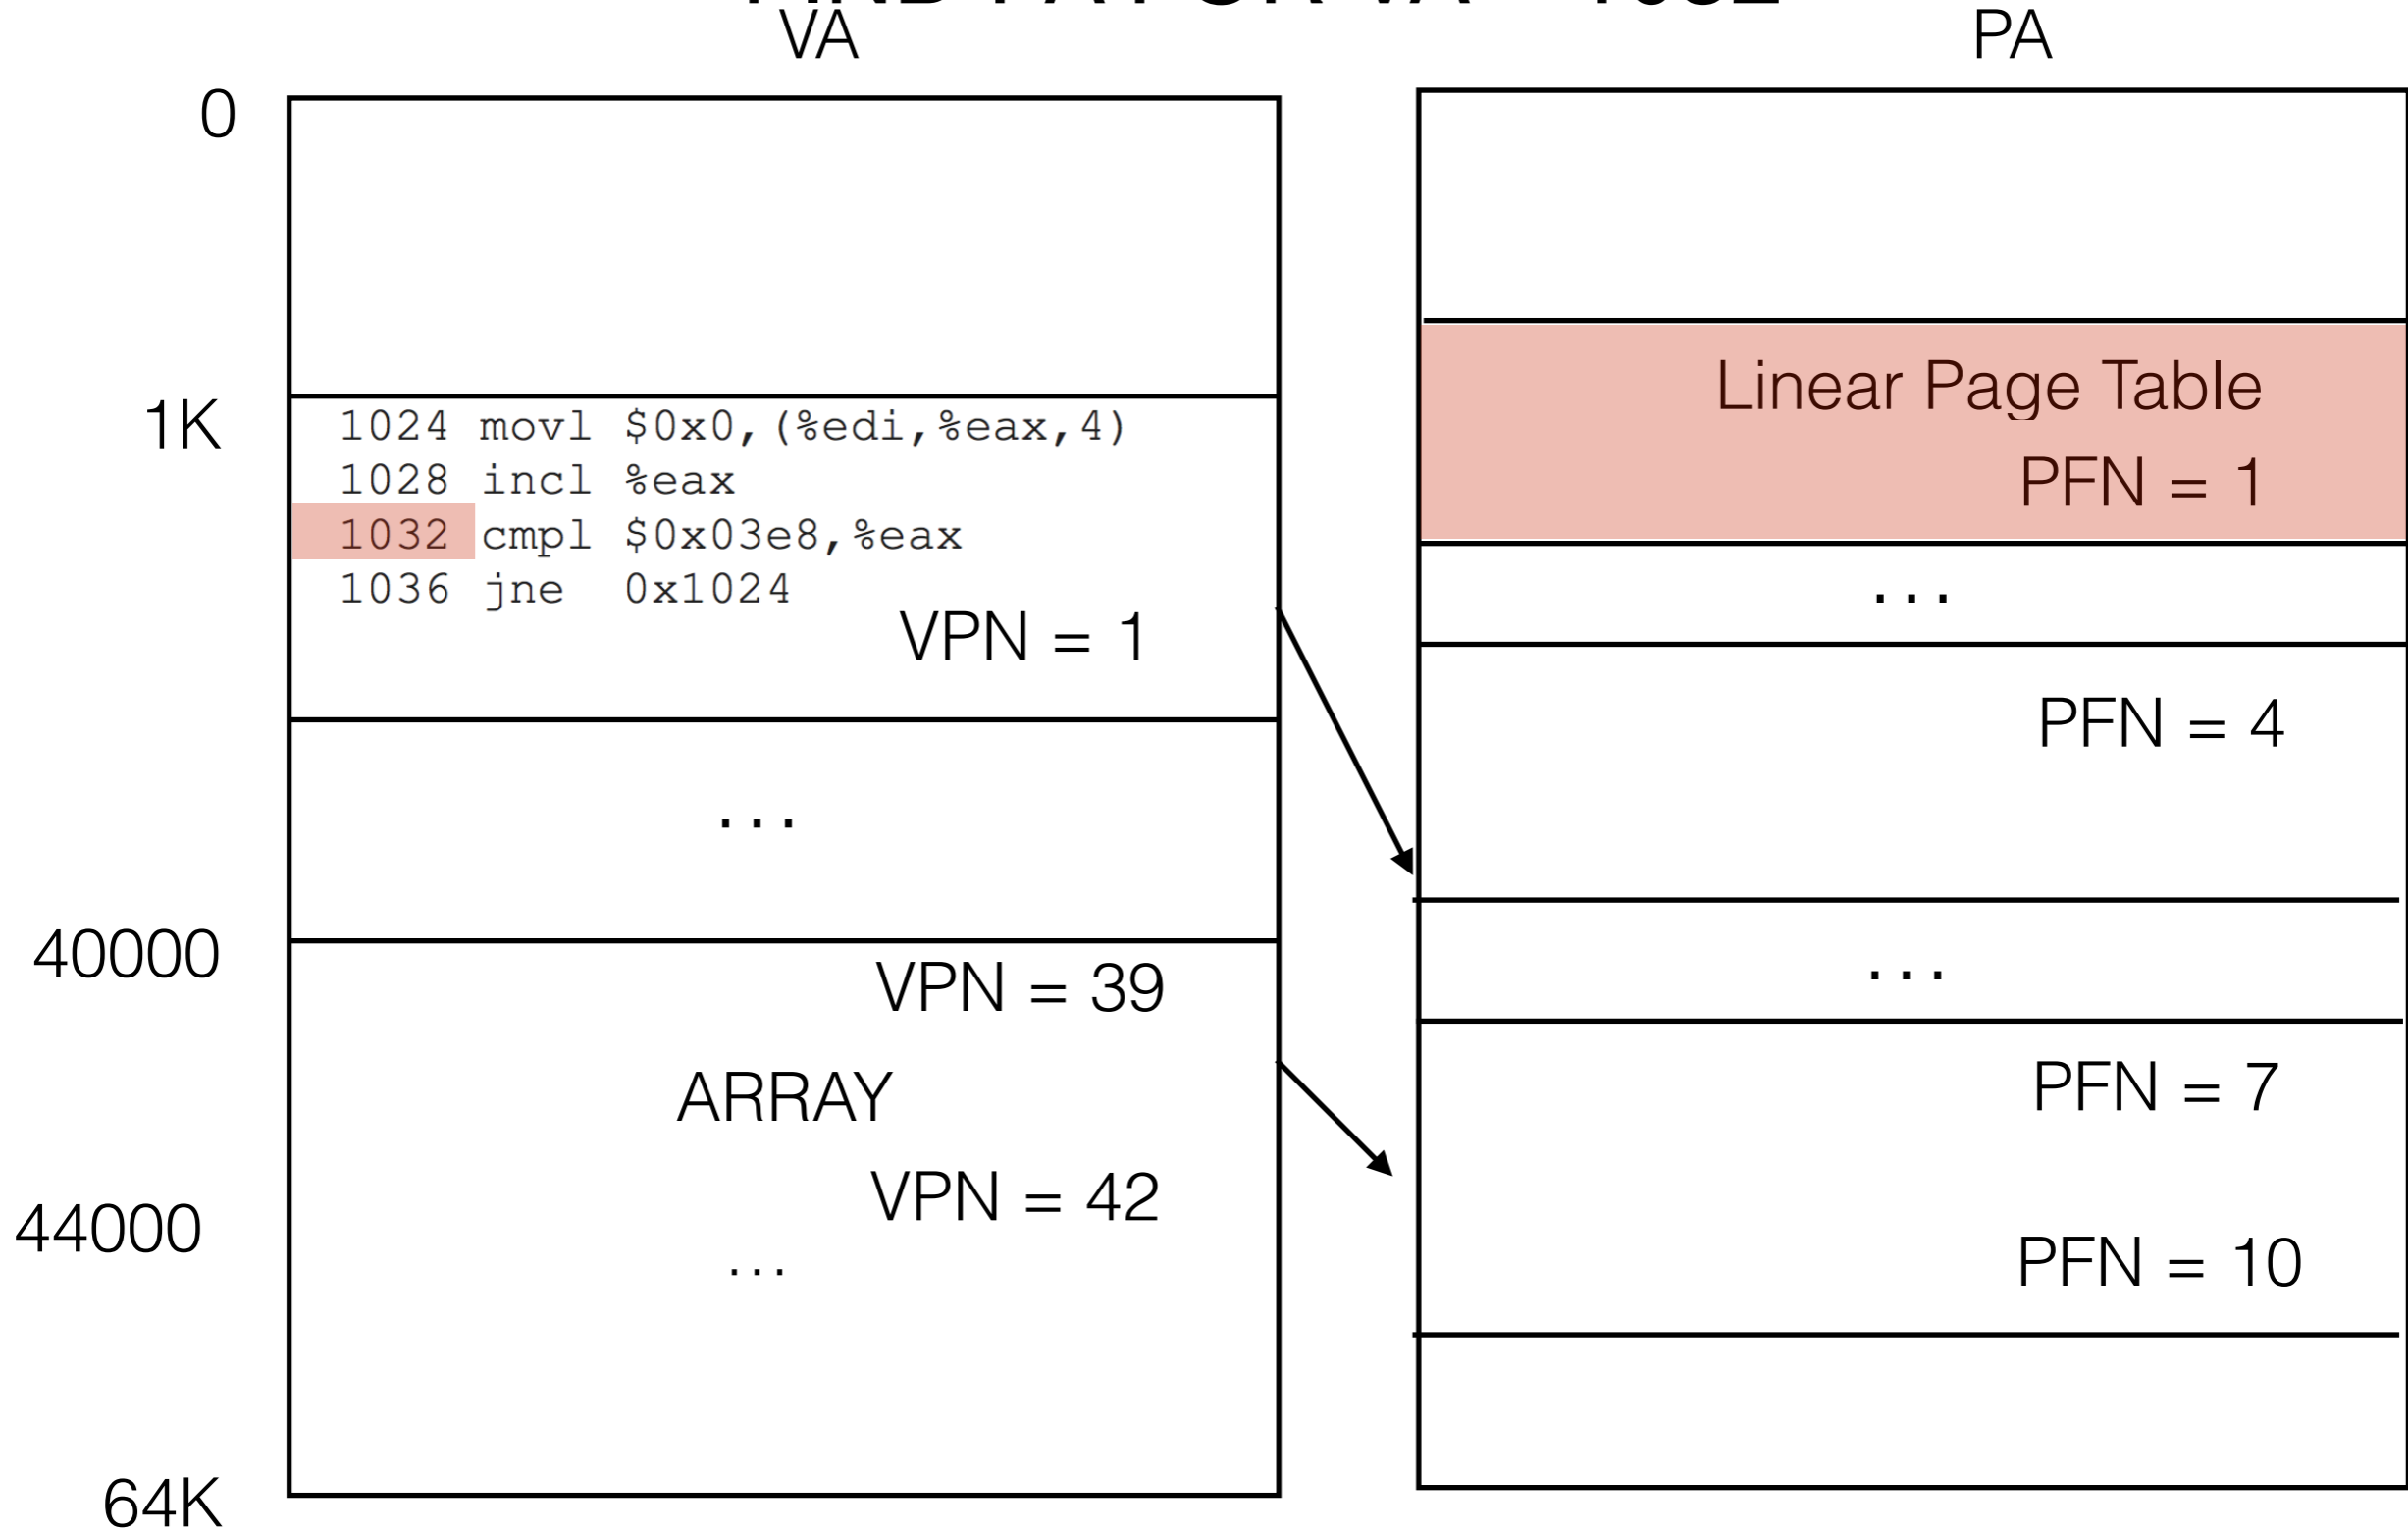 VA
PA
0
1K
1024 movl $0x0,(%edi,%eax,4)
1028 incl %eax
1032 cmpl $0x03e8,%eax
1036 jne 0x1024
VPN = 1
...
40000
VPN = 39
ARRAY
VPN = 42
44000
...
64K
Linear Page Table
PFN = 1
...
PFN = 4
...
PFN = 7
PFN = 10